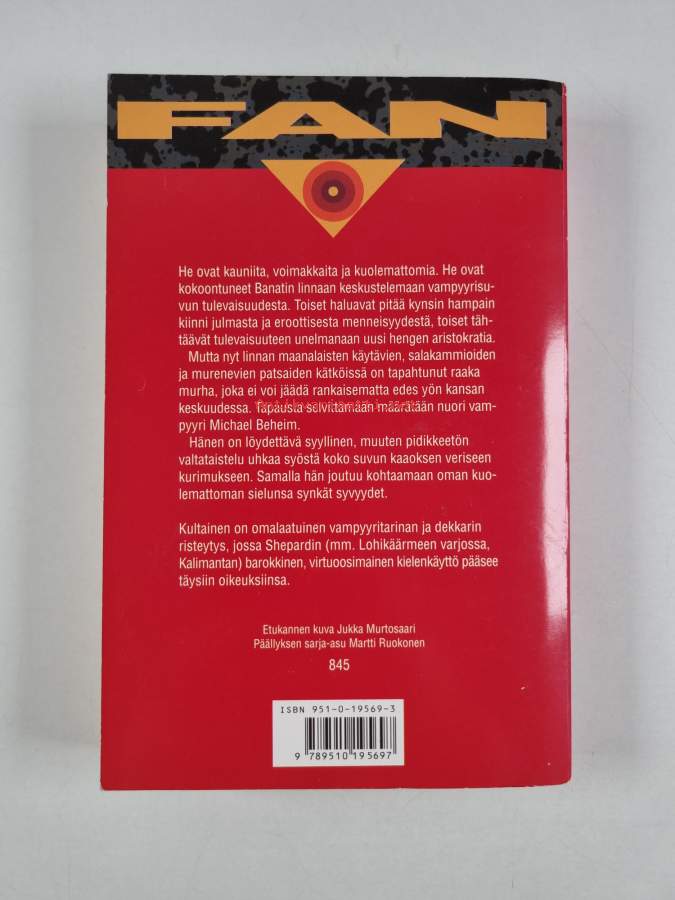 FAN
He ovat kauniita, voimakkaita ja kuolemattomia. He ovat
kokoontuneet Banatin linnaan keskustelemaan vampyyrisu-
vun tulevaisuudesta. Toiset haluavat pitää kynsin hampain
kiinni julmasta ja eroottisesta menneisyydestä, toiset täh-
täävät tulevaisuuteen unelmanaan uusi hengen aristokratia.
Mutta nyt linnan maanalaisten käytävien, salakammioiden
ja murenevien patsaiden kätköissä on tapahtunut raaka
murha, joka ei voi jäädä rankaisematta edes yön kansan
keskuudessa. Tapausta selvittämään määrätään nuori vam-
pyyri Michael Beheim.
Hänen on löydettävä syyllinen, muuten pidikkeetön
valtataistelu uhkaa syöstä koko suvun kaaoksen veriseen
kurimukseen. Samalla hän joutuu kohtaamaan oman kuo-
lemattoman sielunsa synkät syvyydet.
Kultainen on omalaatuinen vampyyritarinan ja dekkarin
risteytys, jossa Shepardin (mm. Lohikäärmeen varjossa,
Kalimantan) barokkinen, virtuoosimainen kielenkäyttö pääsee
täysiin oikeuksiinsa.
Etukannen kuva Jukka Murtosaari
Päällyksen sarja-asu Martti Ruokonen
845
ISBN 951-0-19569-3
9 789510 195697